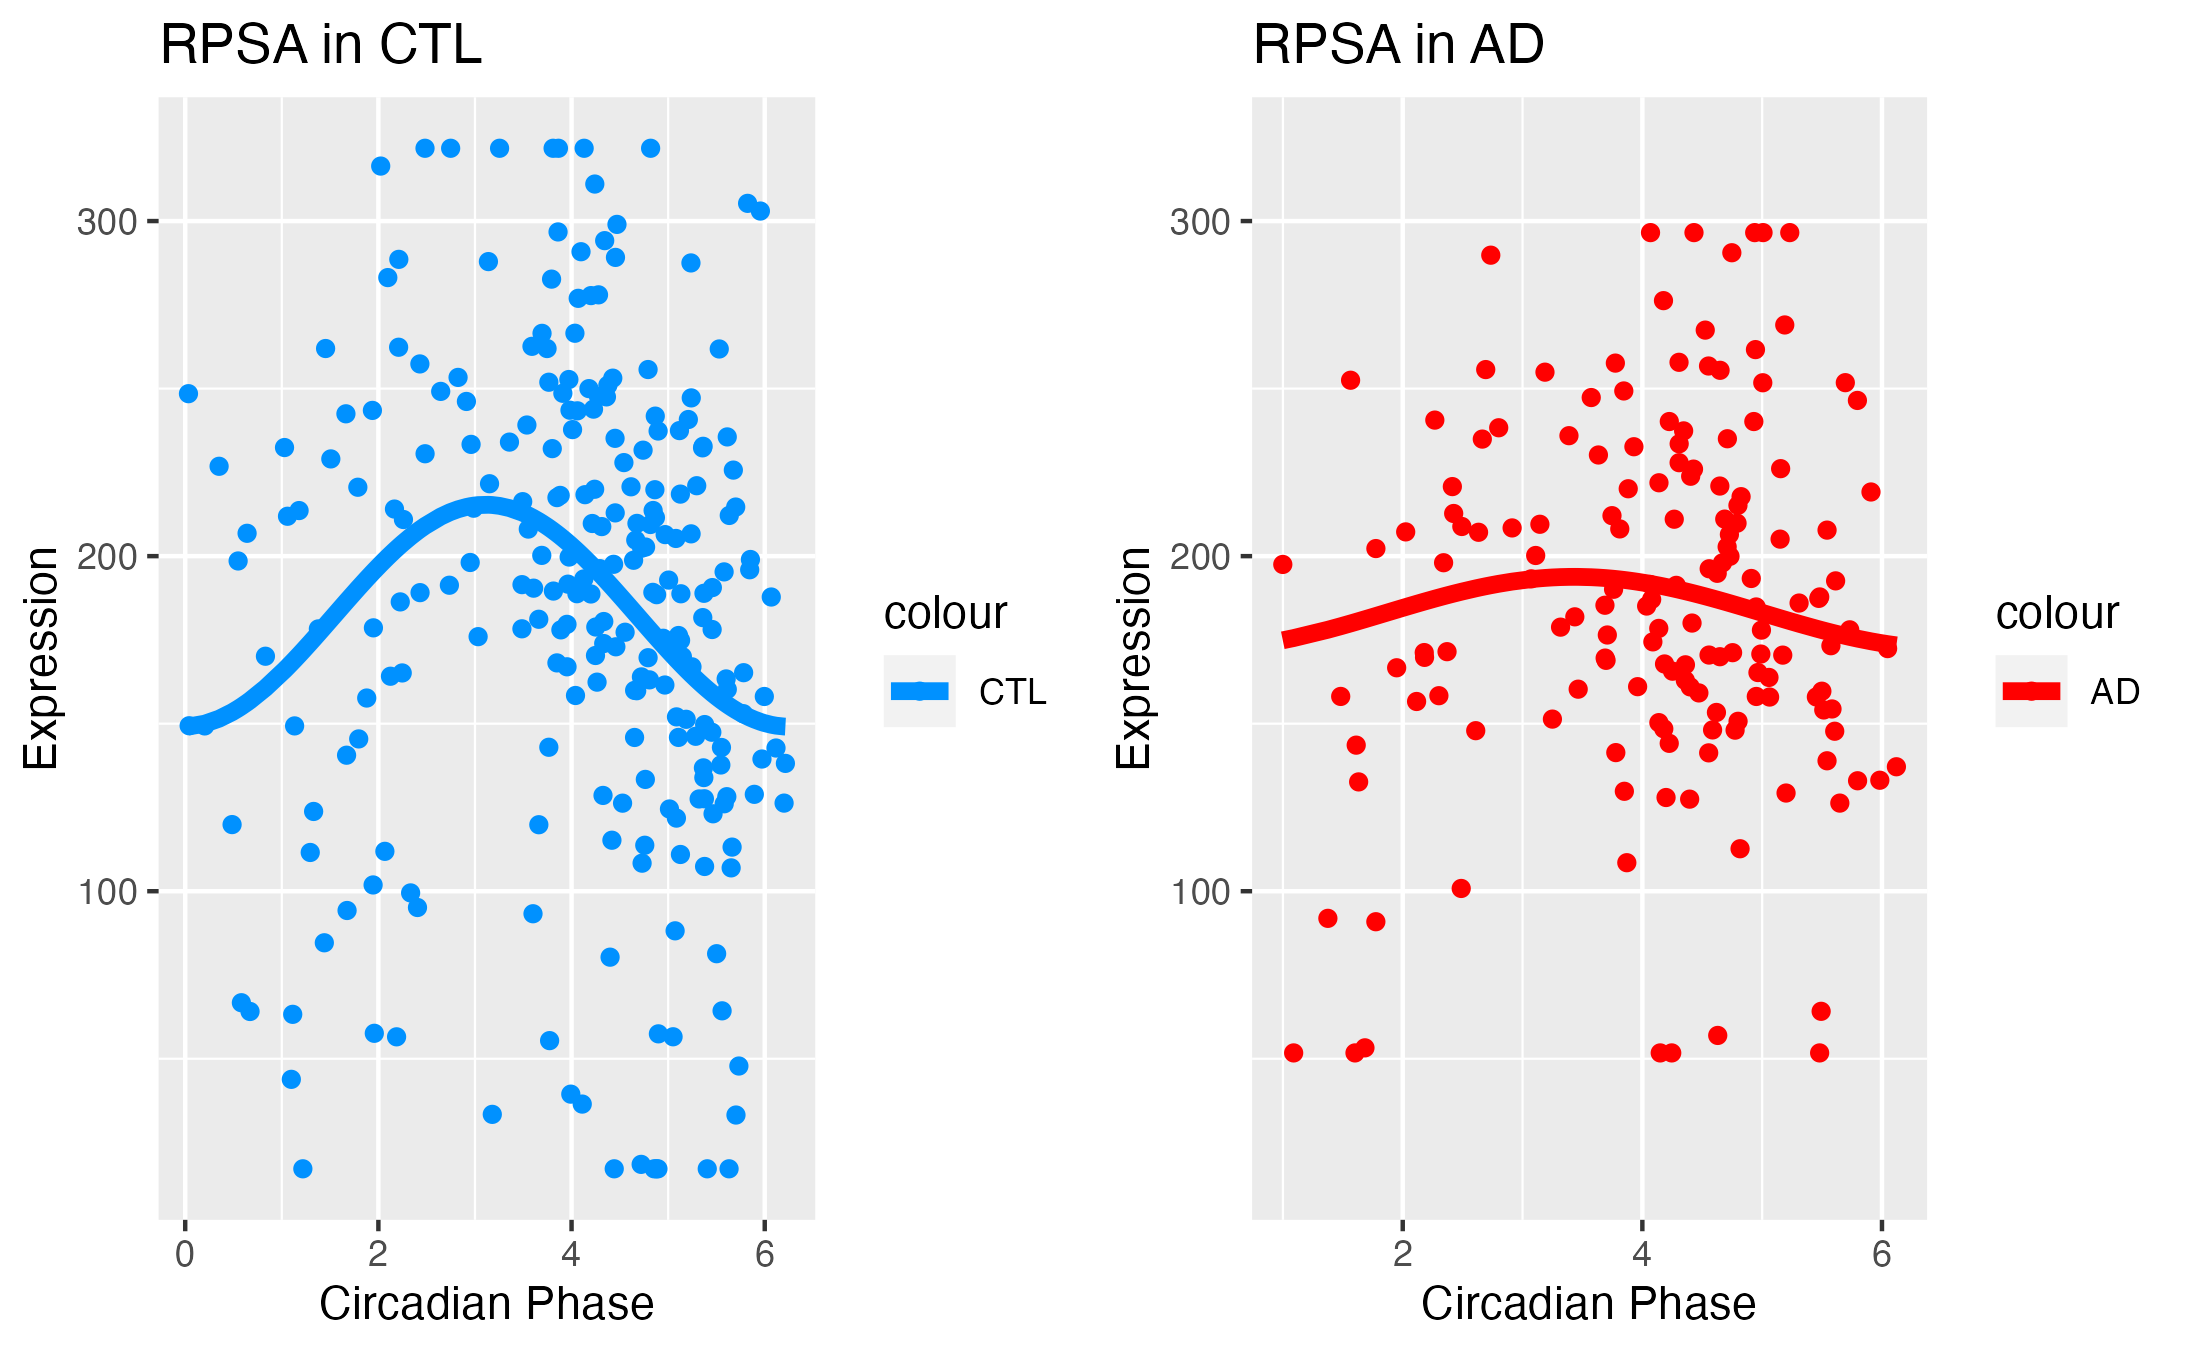 RPSA in CTL
300
200
100
Expression
0 2 4 6
Circadian Phase
colour
CTL
RPSA in AD
300
200
100
Expression
2 4 6
Circadian Phase
colour
AD